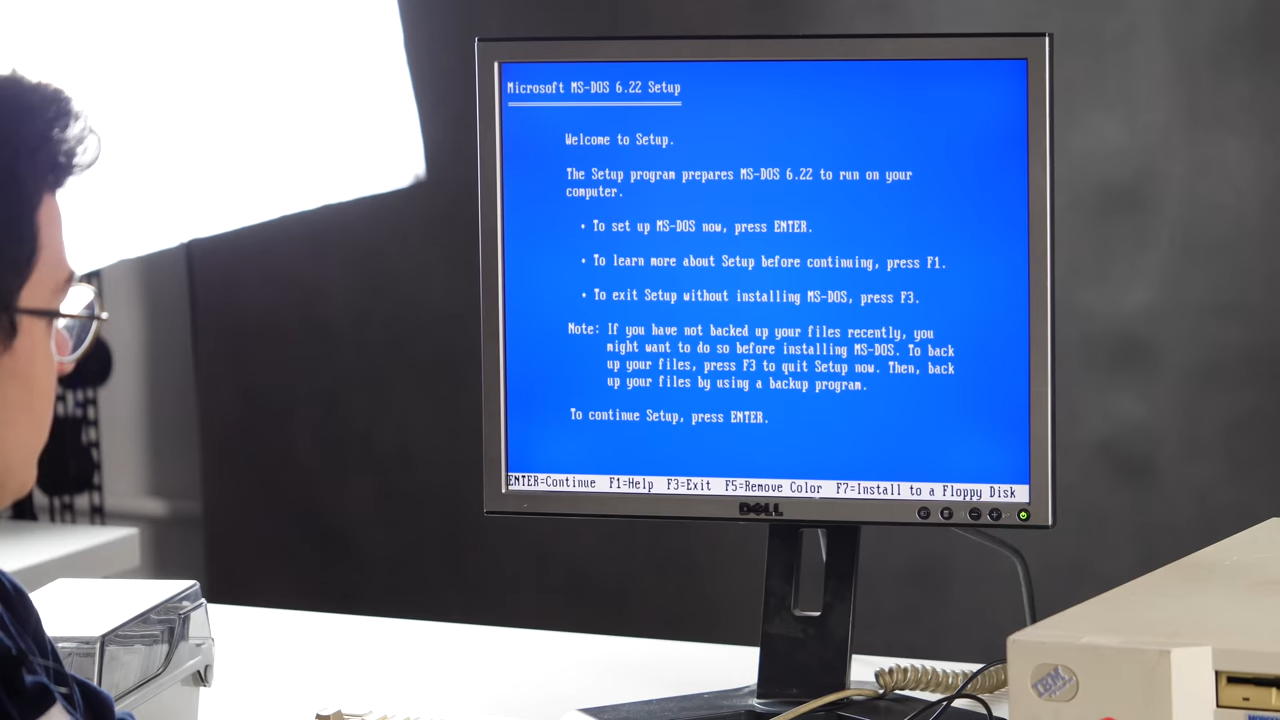 Microsoft MS-DOS 6.22 Setup
Welcome to Setup.
The Setup program prepares MS-DOS 6.22 to run on your
computer.
• To set up MS-DOS now, press ENTER.
• To learn more about Setup before continuing, press F1.
• To exit Setup without installing MS-DOS, press F3.
Note: If you have not backed up your files recently, you
might want to do so before installing MS-DOS. To back
up your files, press F3 to quit Setup now. Then, back
up your files by using a backup program.
To continue Setup, press ENTER.
ENTER=Continue F1=Help F3=Exit F5=Remove Color F7=Install to a Floppy Disk
DELL
IBM